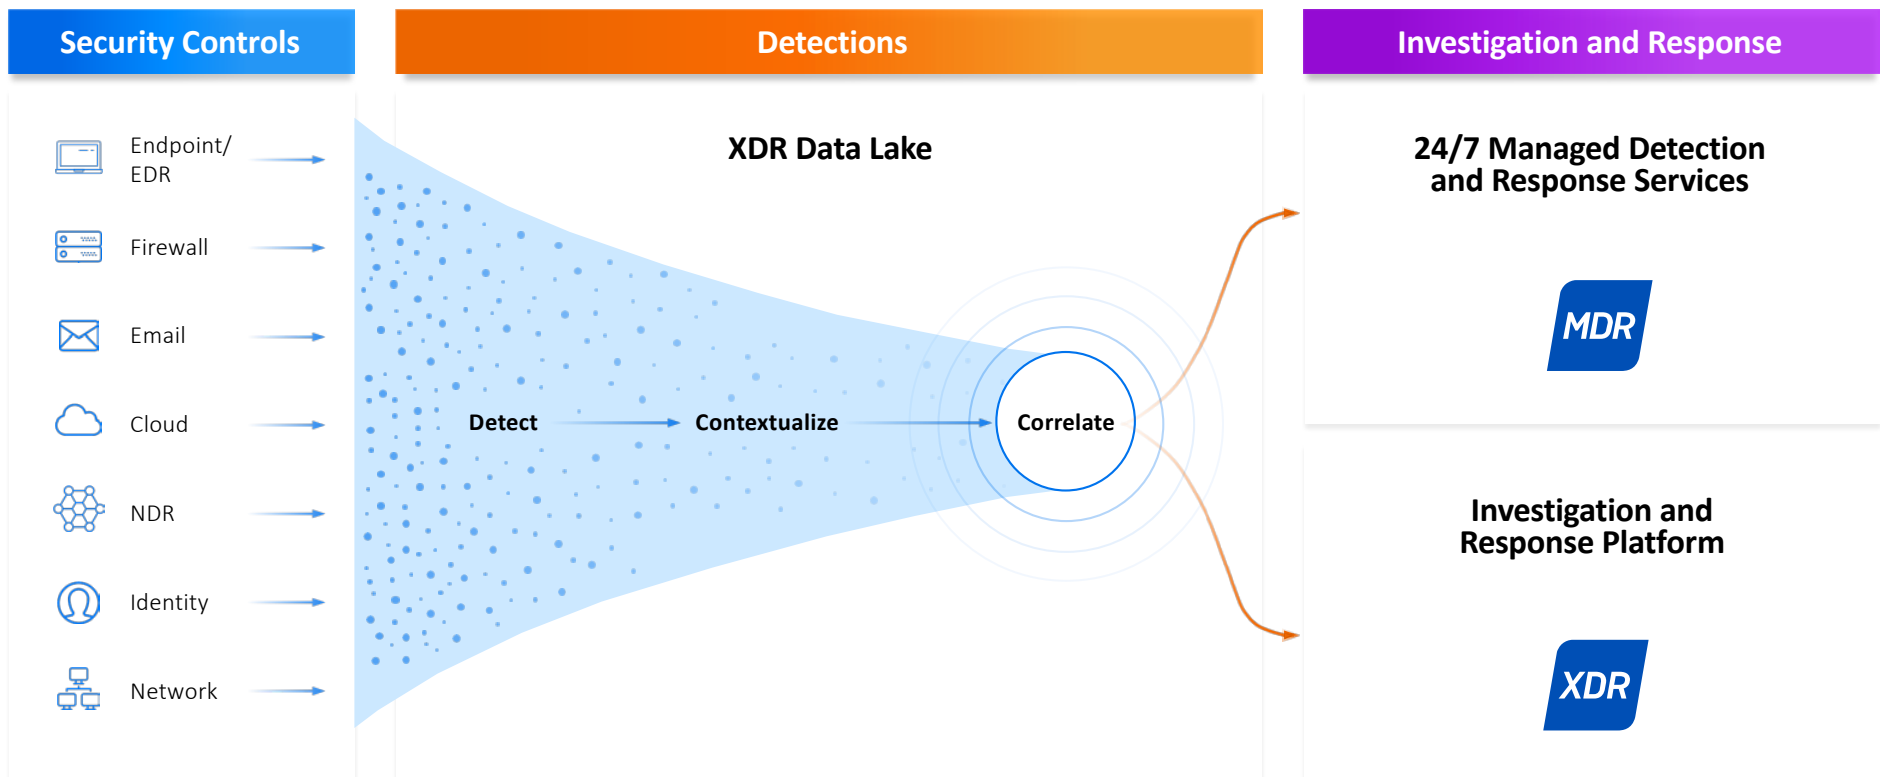 Security Controls
Detections
Investigation and Response
Endpoint/
EDR
Firewall
Email
Cloud
NDR
Identity
Network
XDR Data Lake
Detect
Contextualize
Correlate
24/7 Managed Detection
and Response Services
MDR
Investigation and
Response Platform
XDR